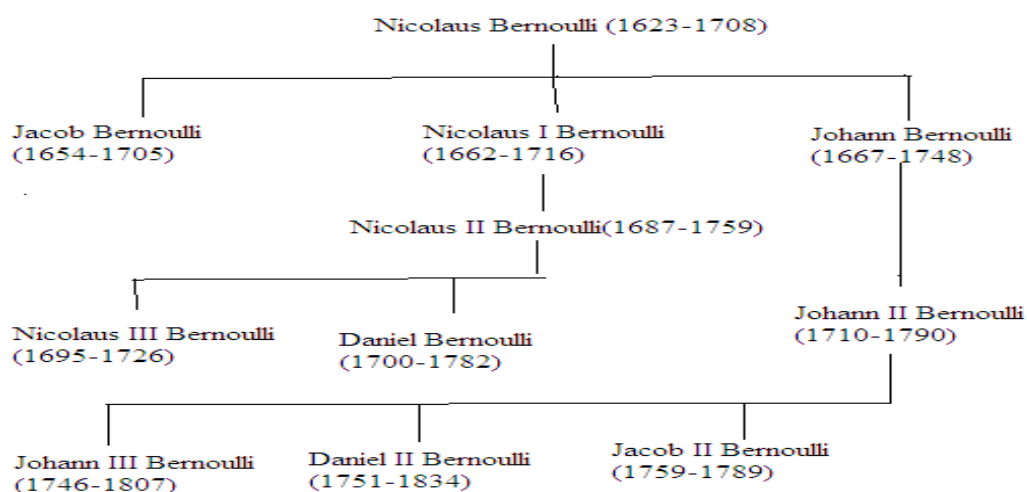 Nicolaus Bernoulli (1623-1708)
Jacob Bernoulli
(1654-1705)
Nicolaus I Bernoulli
(1662-1716)
Johann Bernoulli
(1667-1748)
Nicolaus II Bernoulli(1687-1759)
Nicolaus III Bernoulli
(1695-1726)
Daniel Bernoulli
(1700-1782)
Johann II Bernoulli
(1710-1790)
Johann III Bernoulli
(1746-1807)
Daniel II Bernoulli
(1751-1834)
Jacob II Bernoulli
(1759-1789)